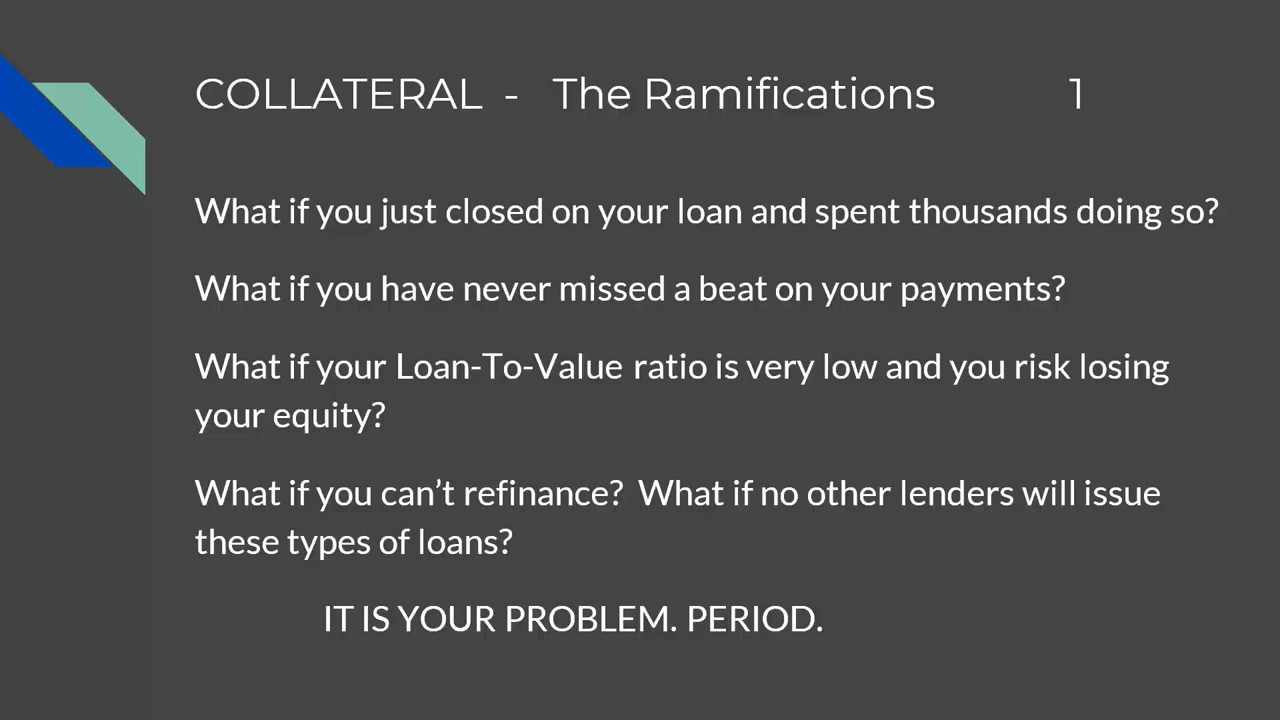 COLLATERAL - The Ramifications 1
What if you just closed on your loan and spent thousands doing so?
What if you have never missed a beat on your payments?
What if your Loan-To-Value ratio is very low and you risk losing
your equity?
What if you can’t refinance? What if no other lenders will issue
these types of loans?
IT IS YOUR PROBLEM. PERIOD.